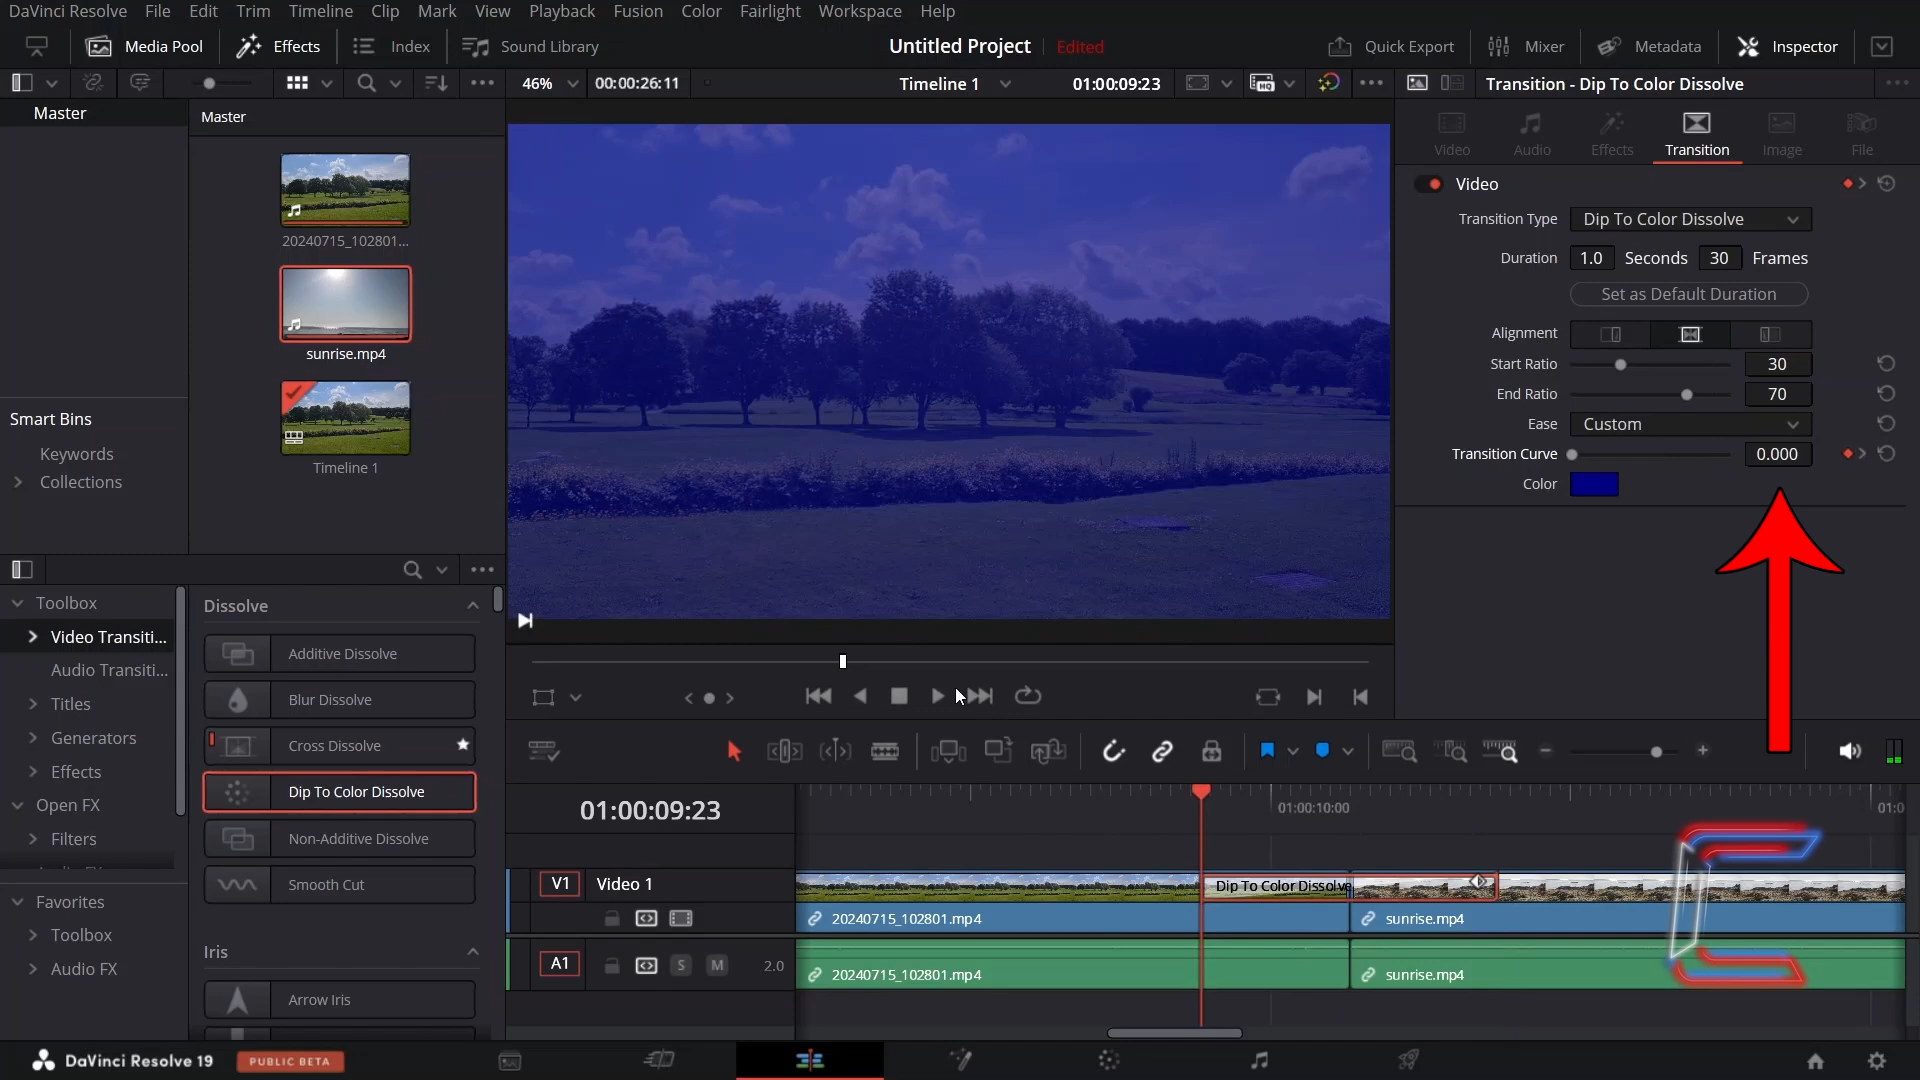 DaVinci Resolve File Edit Trim Timeline Clip Mark View Playback Fusion Color Fairlight Workspace Help
Media Pool Effects Index Sound Library Untitled Project Edited Quick Export Mixer Metadata Inspector
46% 00:00:26:11 Timeline 1 01:00:09:23 Transition - Dip To Color Dissolve
Master
Master
20240715_102801...
sunrise.mp4
Timeline 1
Smart Bins
Keywords
Collections
Video Audio Effects Transition Image File
Video
Transition Type Dip To Color Dissolve
Duration 1.0 Seconds 30 Frames
Set as Default Duration
Alignment
Start Ratio 30
End Ratio 70
Ease Custom
Transition Curve 0.000
Color
Toolbox
Video Transiti...
Audio Transiti...
Titles
Generators
Effects
Open FX
Filters
Favorites
Toolbox
Audio FX
Dissolve
Additive Dissolve
Blur Dissolve
Cross Dissolve
Dip To Color Dissolve
Non-Additive Dissolve
Smooth Cut
Iris
Arrow Iris
01:00:09:23 01:00:10:00 01:0
V1 Video 1 Dip To Color Dissolve
20240715_102801.mp4 sunrise.mp4
A1 S M 2.0 20240715_102801.mp4 sunrise.mp4
DaVinci Resolve 19 PUBLIC BETA